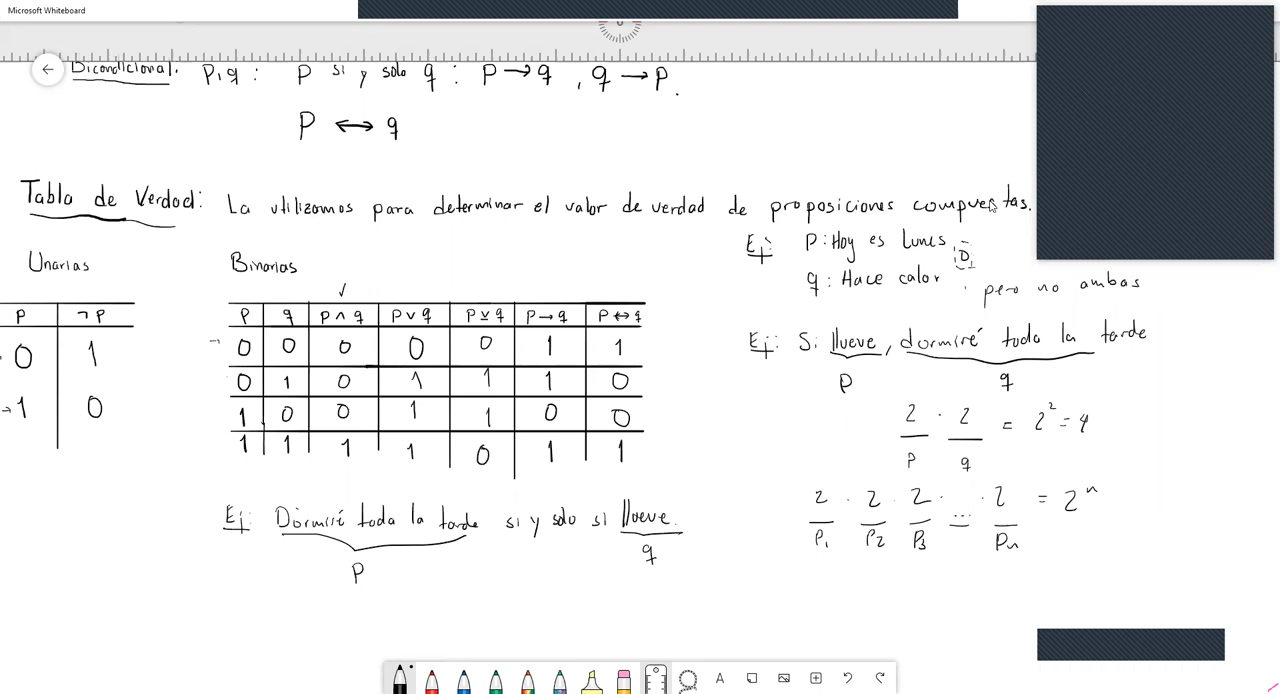 Microsoft Whiteboard
Bicondicional. P, q : P si y solo q : P → q , q → P.
P ↔ q
Tabla de Verdad: La utilizamos para determinar el valor de verdad de proposiciones compuestas.
Unarias
P ¬P
0 1
1 0
Binarias
✓
P q P ∧ q P ∨ q P ⊻ q P → q P ↔ q
0 0 0 0 0 1 1
0 1 0 1 1 1 0
1 0 0 1 1 0 0
1 1 1 1 0 1 1
Ej: Dormiré toda la tarde si y solo si llueve.
P q
Ej: P: Hoy es lunes
O
q: Hace calor , pero no ambas
Ej: Si llueve, dormiré toda la tarde
P q
2 · 2 = 2² = 4
P q
2 · 2 · 2 · ... · 2 = 2ⁿ
P₁ P₂ P₃ Pₙ
A